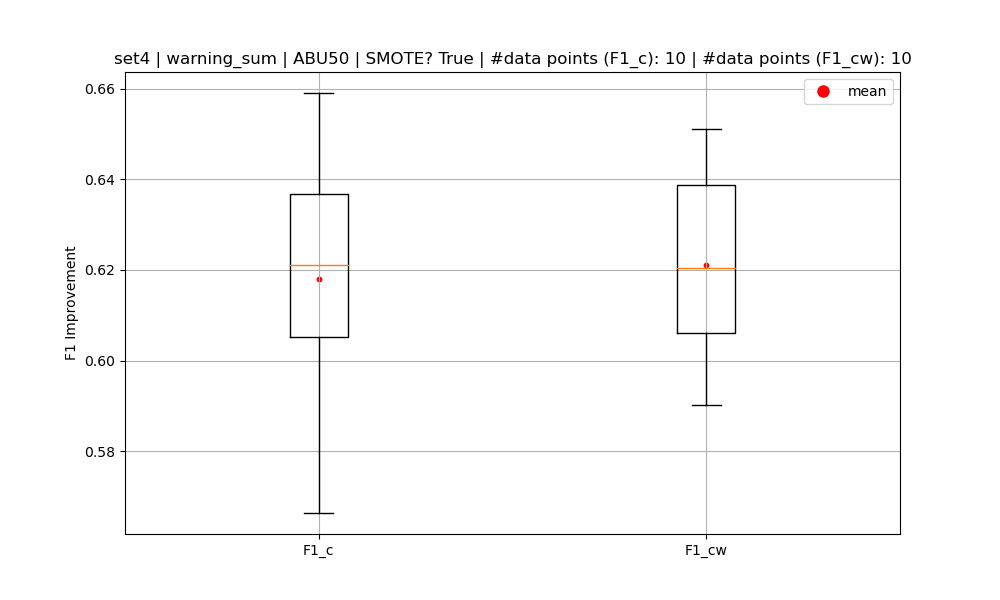 set4 | warning_sum | ABU50 | SMOTE? True | #data points (F1_c): 10 | #data points (F1_cw): 10
mean
F1 Improvement
0.66
0.64
0.62
0.60
0.58
F1_c
F1_cw